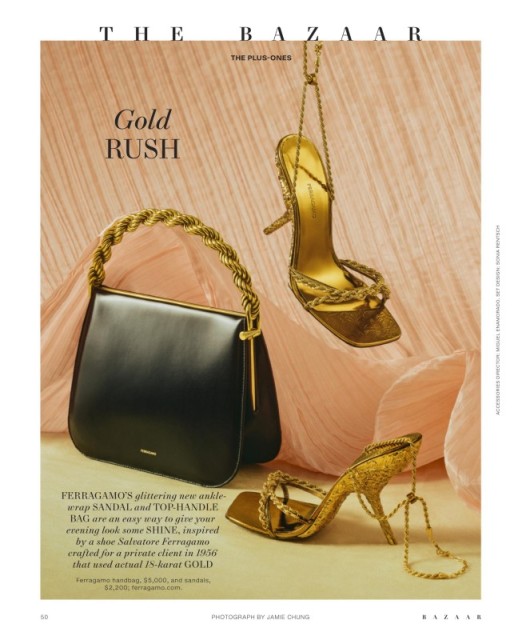 THE BAZAAR
THE PLUS-ONES
Gold
RUSH
FERRAGAMO'S glittering new ankle-
wrap SANDAL and TOP-HANDLE
BAG are an easy way to give your
evening look some SHINE, inspired
by a shoe Salvatore Ferragamo
crafted for a private client in 1956
that used actual 18-karat GOLD
Ferragamo handbag, $5,000, and sandals,
$2,200; ferragamo.com.
ACCESSORIES DIRECTOR: MIGUEL ENAMORADO; SET DESIGN: SONIA RENTSCH
50
PHOTOGRAPH BY JAMIE CHUNG
BAZAAR